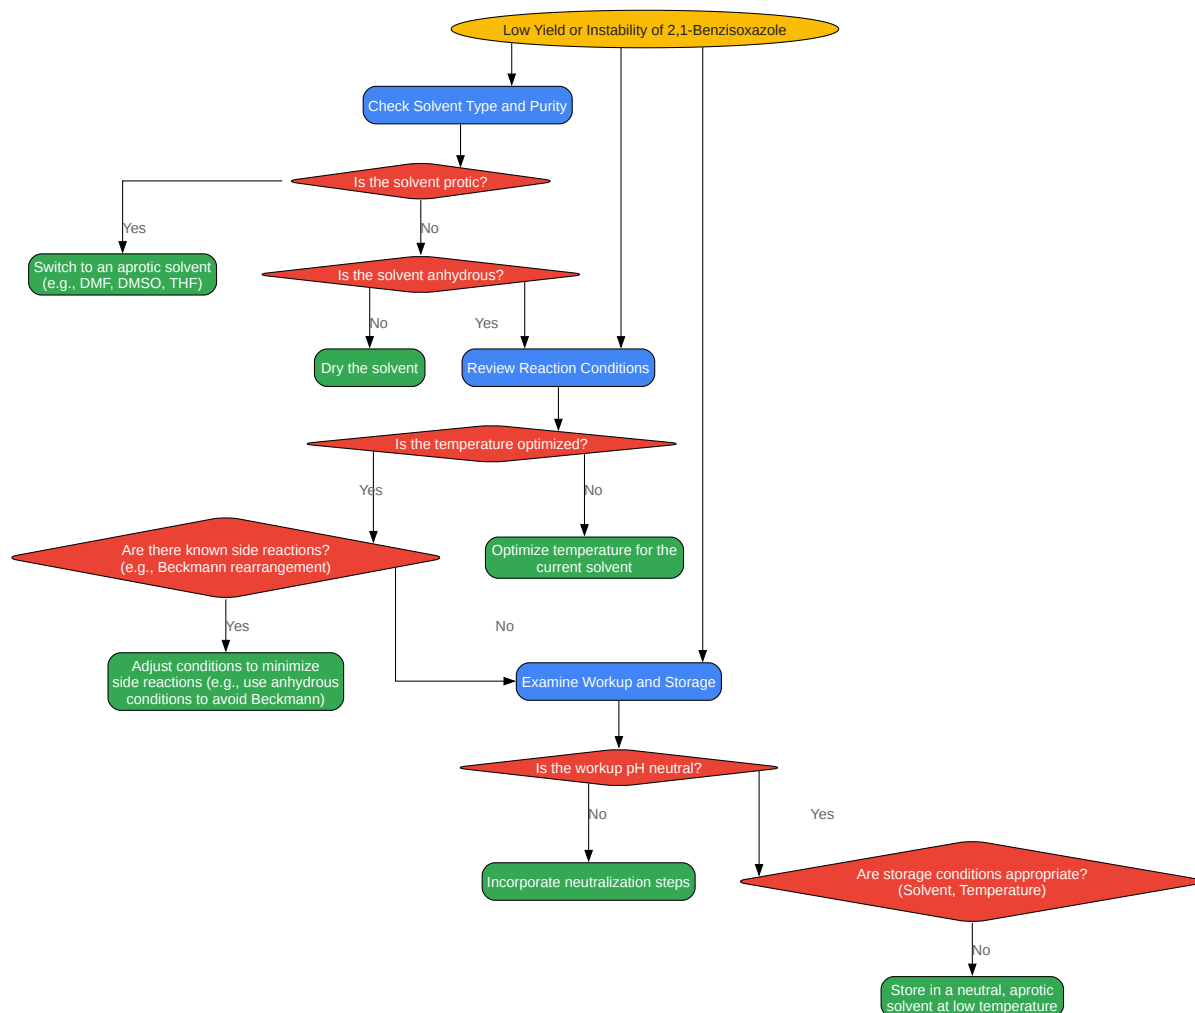 Low Yield or Instability of 2,1-Benzisoxazole
Check Solvent Type and Purity
Is the solvent protic?
Yes
No
Switch to an aprotic solvent
(e.g., DMF, DMSO, THF)
Is the solvent anhydrous?
No
Yes
Dry the solvent
Review Reaction Conditions
Is the temperature optimized?
Yes
No
Are there known side reactions?
(e.g., Beckmann rearrangement)
Optimize temperature for the
current solvent
Yes
No
Adjust conditions to minimize
side reactions (e.g., use anhydrous
conditions to avoid Beckmann)
Examine Workup and Storage
Is the workup pH neutral?
No
Yes
Incorporate neutralization steps
Are storage conditions appropriate?
(Solvent, Temperature)
No
Store in a neutral, aprotic
solvent at low temperature